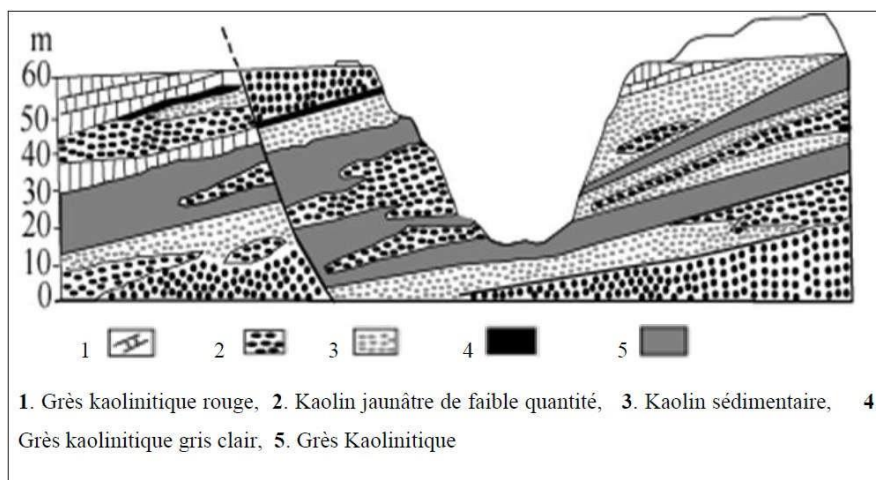 m
60
50
40
30
20
10
0
1 2 3 4 5
1. Grès kaolinitique rouge, 2. Kaolin jaunâtre de faible quantité, 3. Kaolin sédimentaire, 4
Grès kaolinitique gris clair, 5. Grès Kaolinitique